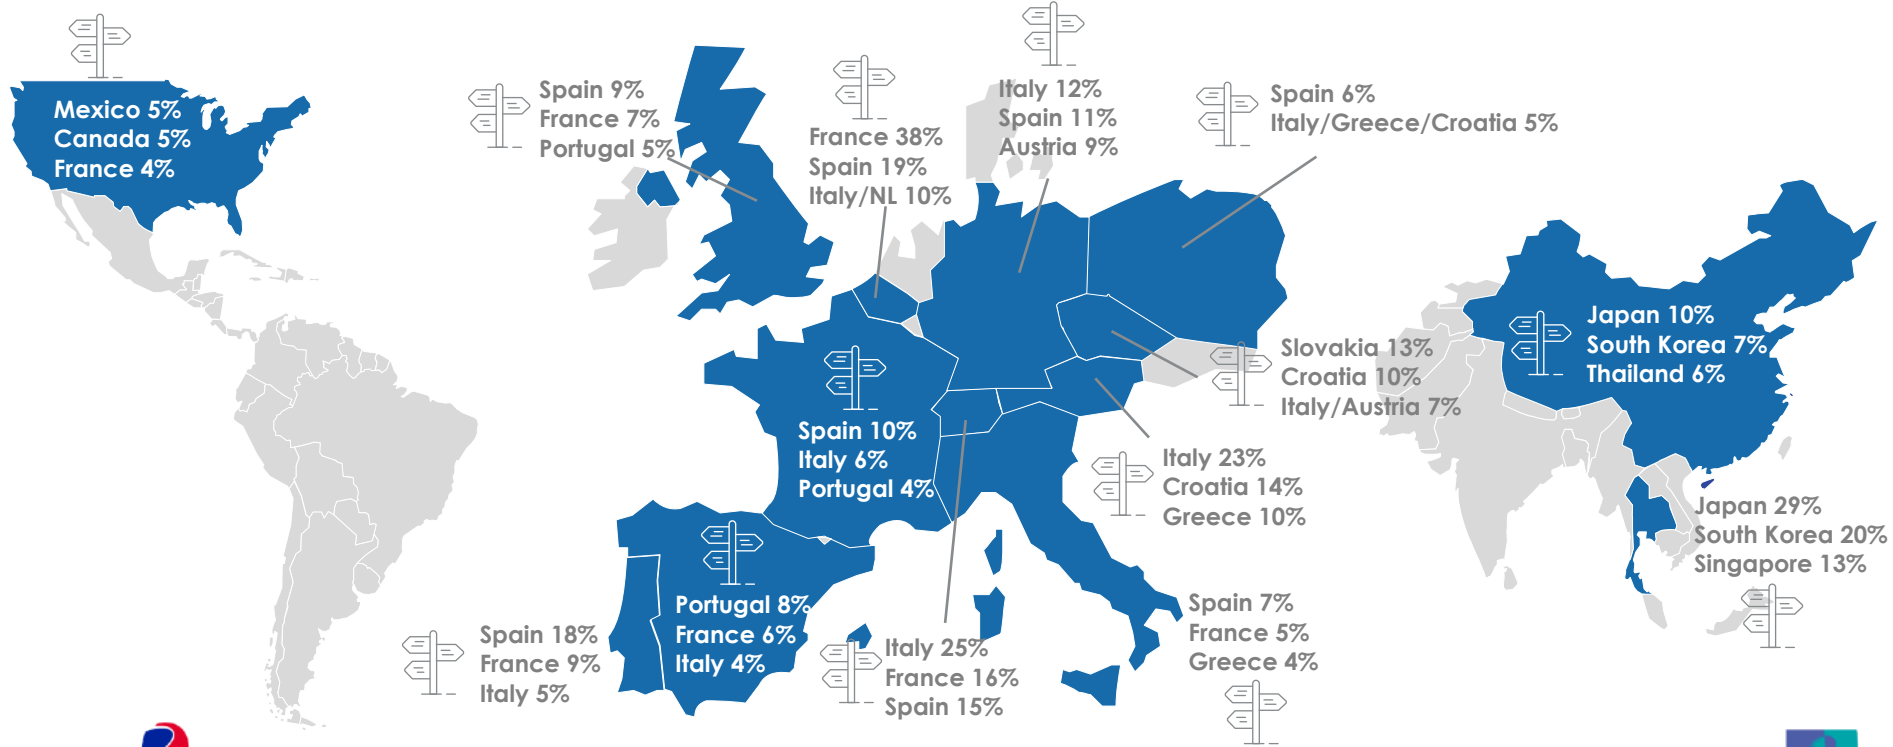 Mexico 5%
Canada 5%
France 4%
Spain 9%
France 7%
Portugal 5%
France 38%
Spain 19%
Italy/NL 10%
Italy 12%
Spain 11%
Austria 9%
Spain 6%
Italy/Greece/Croatia 5%
Slovakia 13%
Croatia 10%
Italy/Austria 7%
Japan 10%
South Korea 7%
Thailand 6%
Spain 10%
Italy 6%
Portugal 4%
Italy 23%
Croatia 14%
Greece 10%
Japan 29%
South Korea 20%
Singapore 13%
Portugal 8%
France 6%
Italy 4%
Spain 18%
France 9%
Italy 5%
Italy 25%
France 16%
Spain 15%
Spain 7%
France 5%
Greece 4%